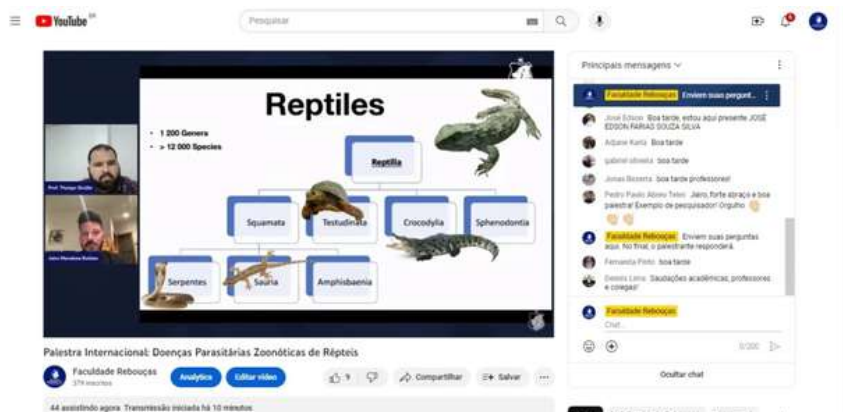 YouTube BR
Pesquisar
Reptiles
• 1 200 Genera
• > 12 000 Species
Reptilia
Squamata
Testudinata
Crocodylia
Sphenodontia
Serpentes
Sauria
Amphisbaenia
Palestra Internacional: Doenças Parasitárias Zoonóticas de Répteis
Faculdade Rebouças
379 inscritos
Analytics
Editar vídeo
9
Compartilhar
Salvar
44 assistindo agora Transmissão iniciada há 10 minutos
Principais mensagens
Faculdade Rebouças Enviem suas pergunt...
José Edson Boa tarde, estou aqui presente JOSÉ
EDSON FARIAS SOUZA SILVA
Boa tarde
gabriel oliveira boa tarde
Jonas Bezerra boa tarde professores!
Pedro Paulo Abreu Teles Jairo, forte abraço e boa
palestra! Exemplo de pesquisador! Orgulho
Faculdade Rebouças Enviem suas perguntas
aqui. No final, o palestrante responderá.
Fernanda Pinto boa tarde
Saudações acadêmicas, professores
e colegas!
Faculdade Rebouças
Chat...
0/200
Ocultar chat